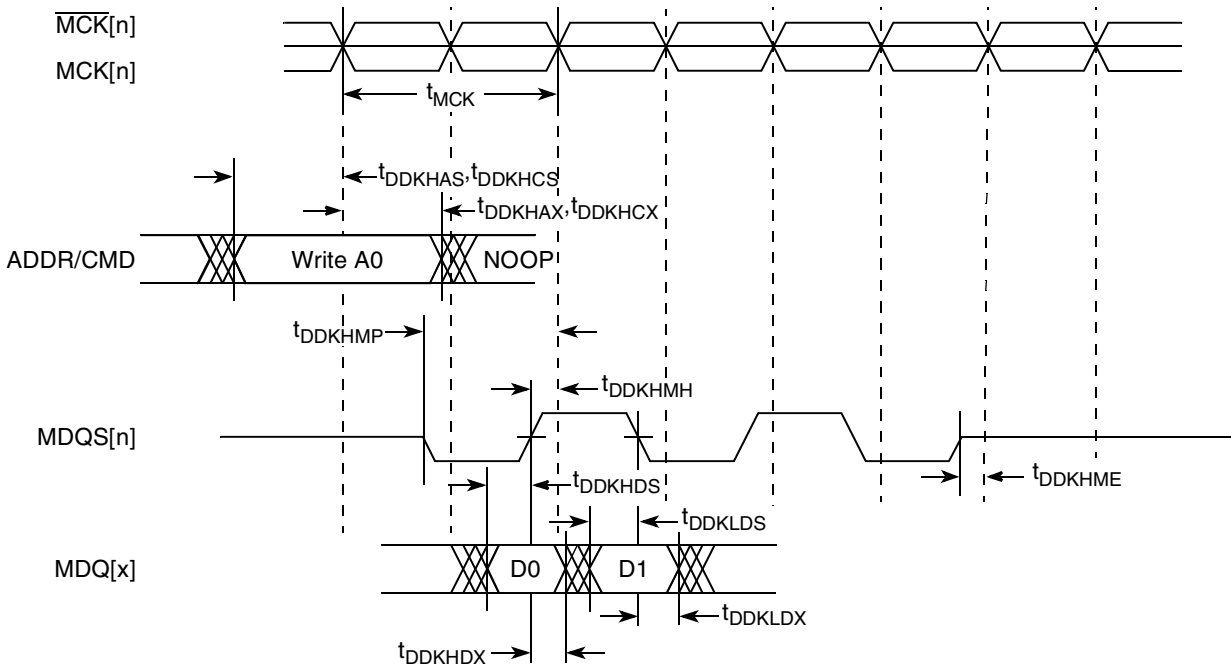 M̅C̅K̅[n]
MCK[n]
tMCK
tDDKHAS,tDDKHCS
tDDKHAX,tDDKHCX
ADDR/CMD
Write A0
NOOP
tDDKHMP
tDDKHMH
MDQS[n]
tDDKHDS
tDDKHME
tDDKLDS
MDQ[x]
D0
D1
tDDKLDX
tDDKHDX